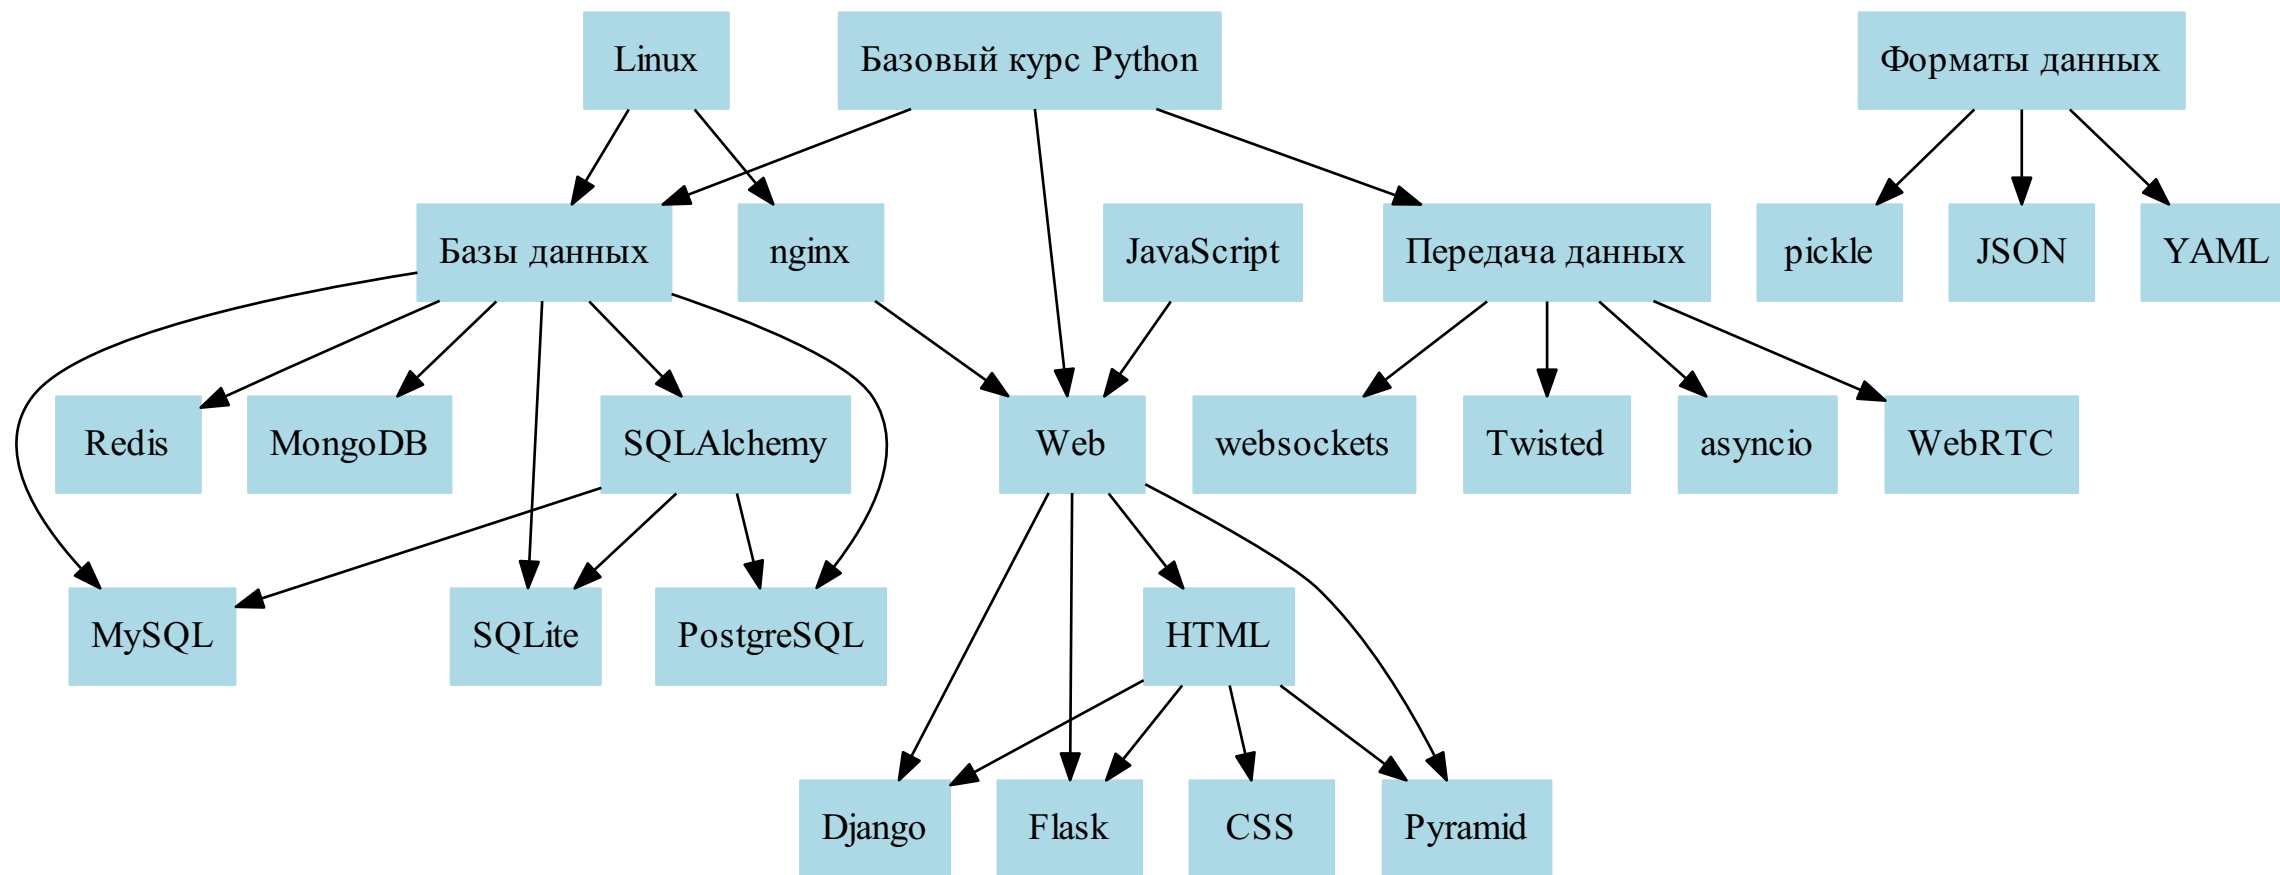 Linux
Базовый курс Python
Форматы данных
Базы данных
nginx
JavaScript
Передача данных
pickle
JSON
YAML
Redis
MongoDB
SQLAlchemy
Web
websockets
Twisted
asyncio
WebRTC
MySQL
SQLite
PostgreSQL
HTML
Django
Flask
CSS
Pyramid